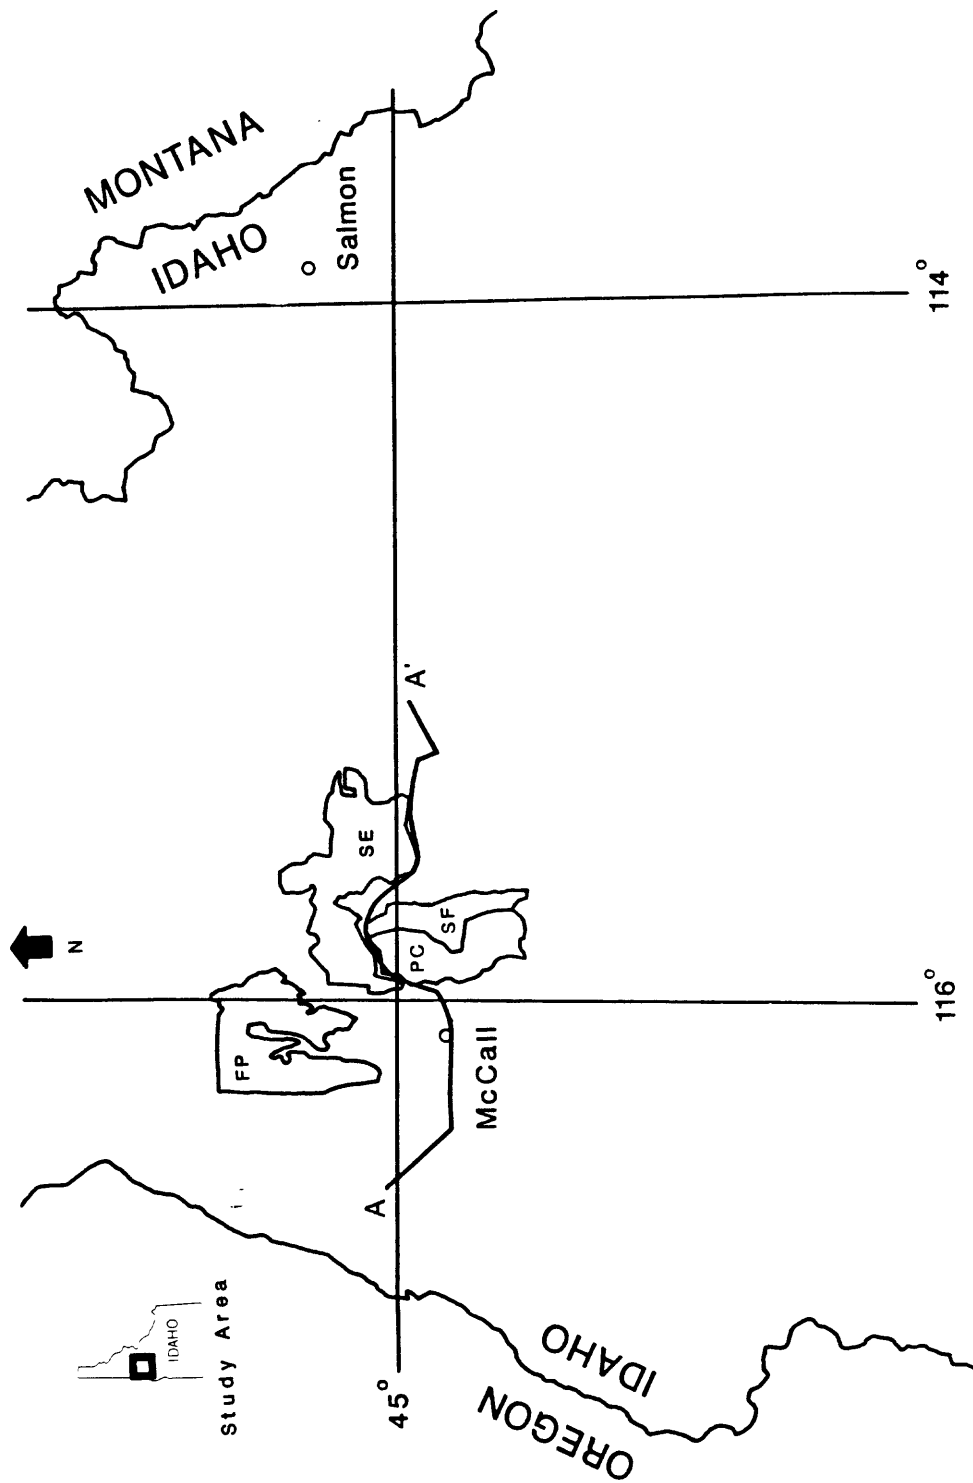 IDAHO
Study Area
N
MONTANA
IDAHO
Salmon
FP
SE
PC
SF
A
A'
McCall
45°
OREGON
IDAHO
116°
114°